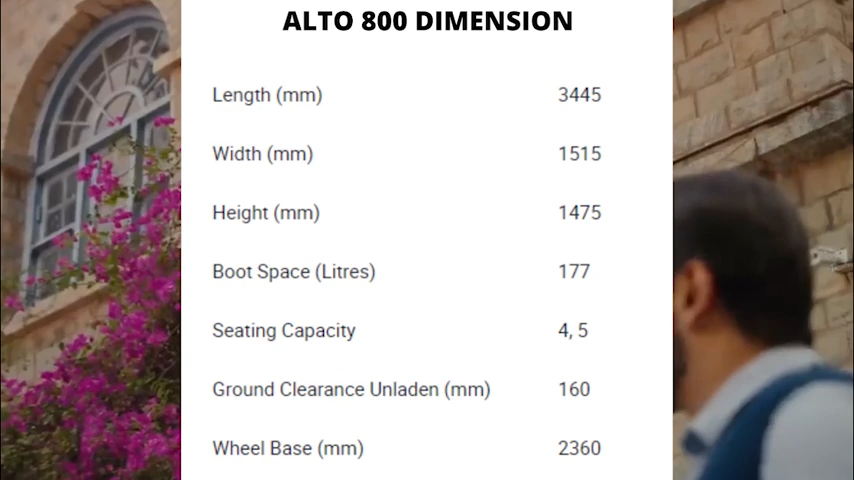 ALTO 800 DIMENSION
Length (mm) 3445
Width (mm) 1515
Height (mm) 1475
Boot Space (Litres) 177
Seating Capacity 4, 5
Ground Clearance Unladen (mm) 160
Wheel Base (mm) 2360